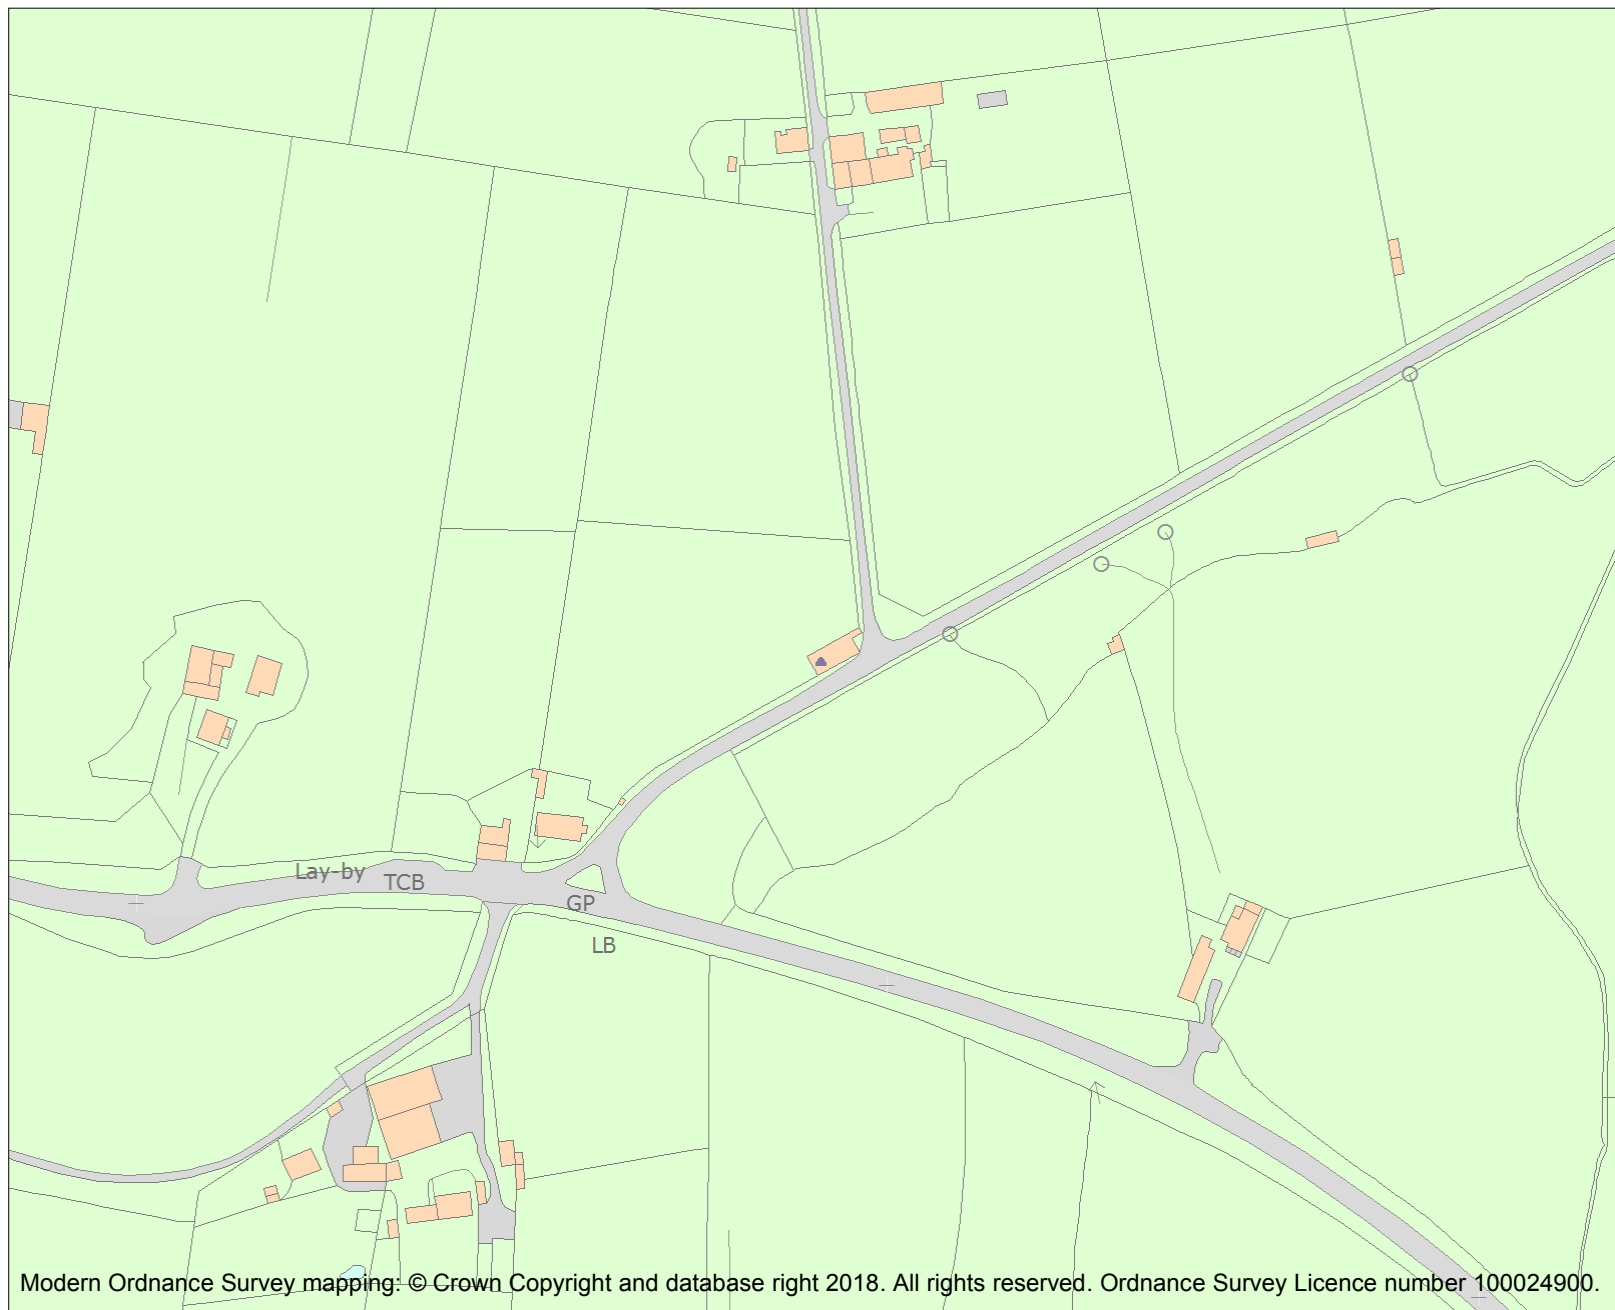 Lay-by
TCB
GP
LB
Modern Ordnance Survey mapping: © Crown Copyright and database right 2018. All rights reserved. Ordnance Survey Licence number 100024900.